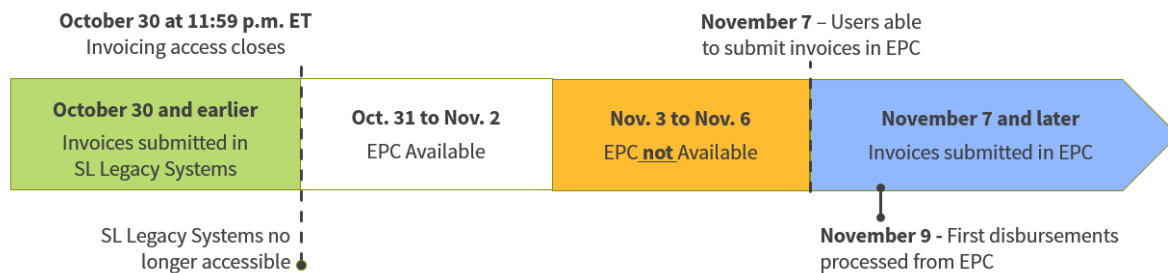 October 30 at 11:59 p.m. ET
Invoicing access closes
November 7 – Users able
to submit invoices in EPC
October 30 and earlier
Invoices submitted in
SL Legacy Systems
Oct. 31 to Nov. 2
EPC Available
Nov. 3 to Nov. 6
EPC not Available
November 7 and later
Invoices submitted in EPC
SL Legacy Systems no
longer accessible
November 9 - First disbursements
processed from EPC